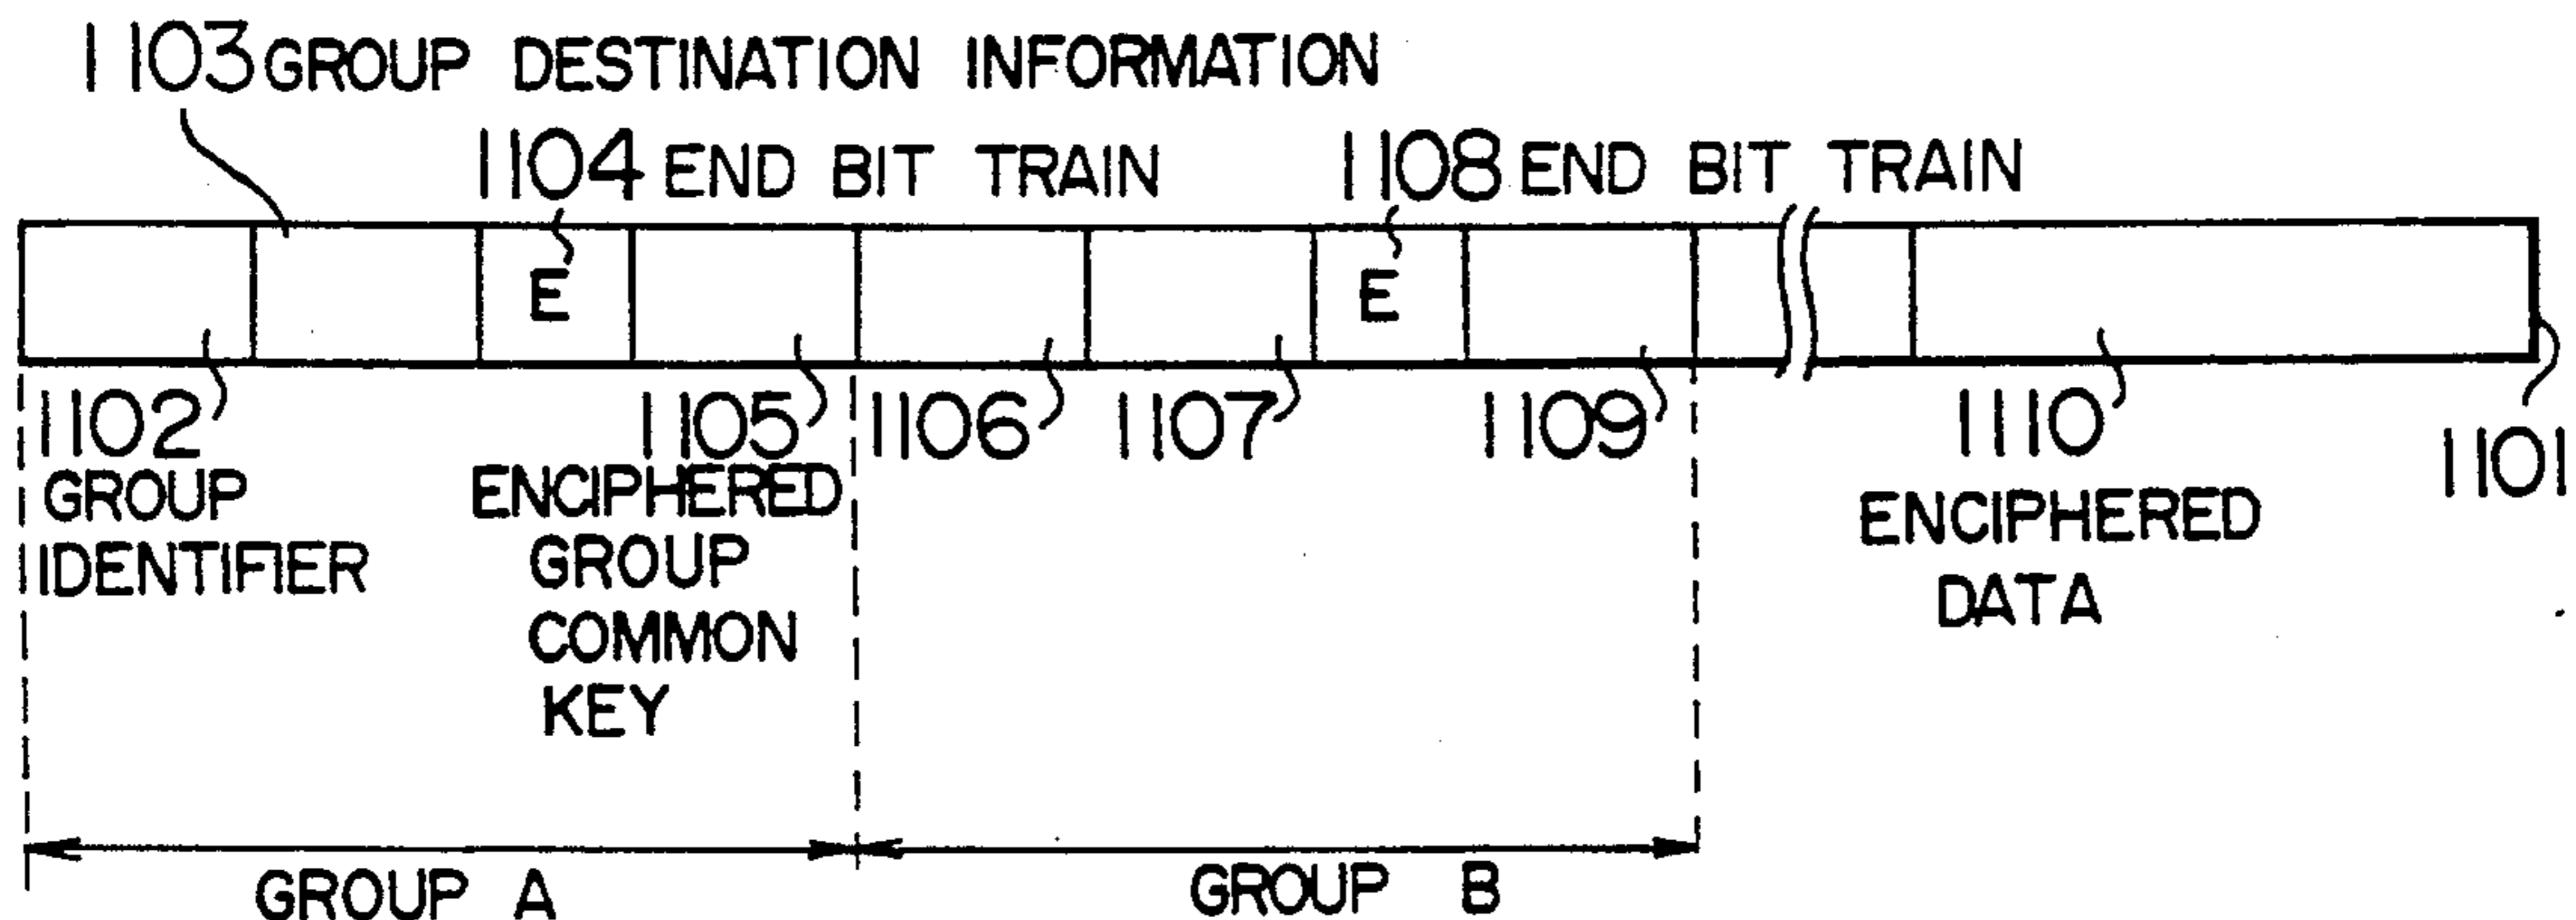 1103 GROUP DESTINATION INFORMATION
1104 END BIT TRAIN
1108 END BIT TRAIN
E
E
1102
GROUP
IDENTIFIER
1105
ENCIPHERED
GROUP
COMMON
KEY
1106
1107
1109
1110
ENCIPHERED
DATA
1101
GROUP A
GROUP B